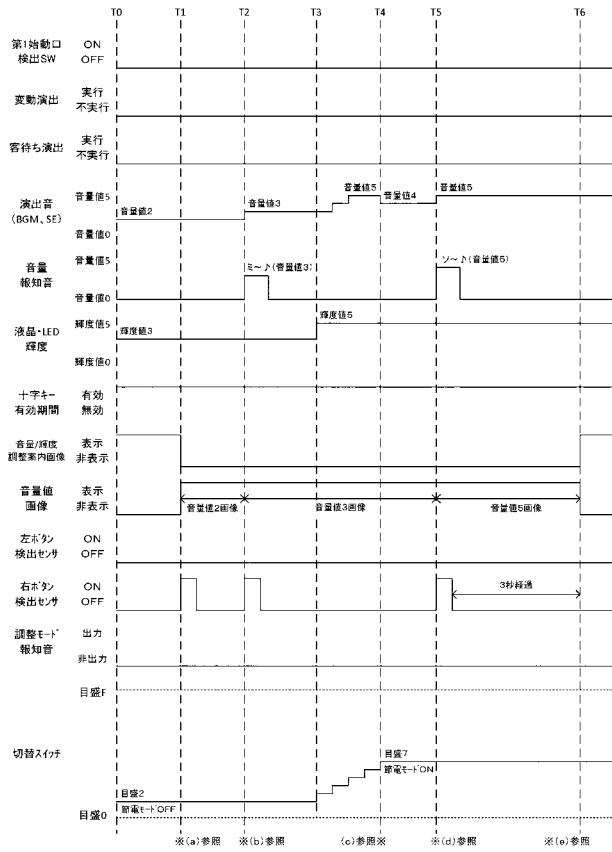 T0 T1 T2 T3 T4 T5 T6
第1始動口 ON
検出SW OFF
変動演出 実行
不実行
客待ち演出 実行
不実行
演出音 音量値5 音量値2 音量値3 音量値5 音量値4 音量値5
(BGM、SE)
音量値0
音量 音量値5 ミ～♪(音量値3) ソ～♪(音量値5)
報知音
音量値0
液晶・LED 輝度値5 輝度値3 輝度値5
輝度
輝度値0
十字キー 有効
有効期間 無効
音量/輝度 表示
調整案内画像 非表示
音量値 表示
画像 非表示 音量値2画像 音量値3画像 音量値5画像
左ボタン ON
検出センサ OFF
右ボタン ON 3秒経過
検出センサ OFF
調整モード 出力
報知音
非出力
目盛F
切替スイッチ 目盛7
節電モードON
目盛2
節電モードOFF
目盛0
※(a)参照 ※(b)参照 (c)参照※ ※(d)参照 ※(e)参照